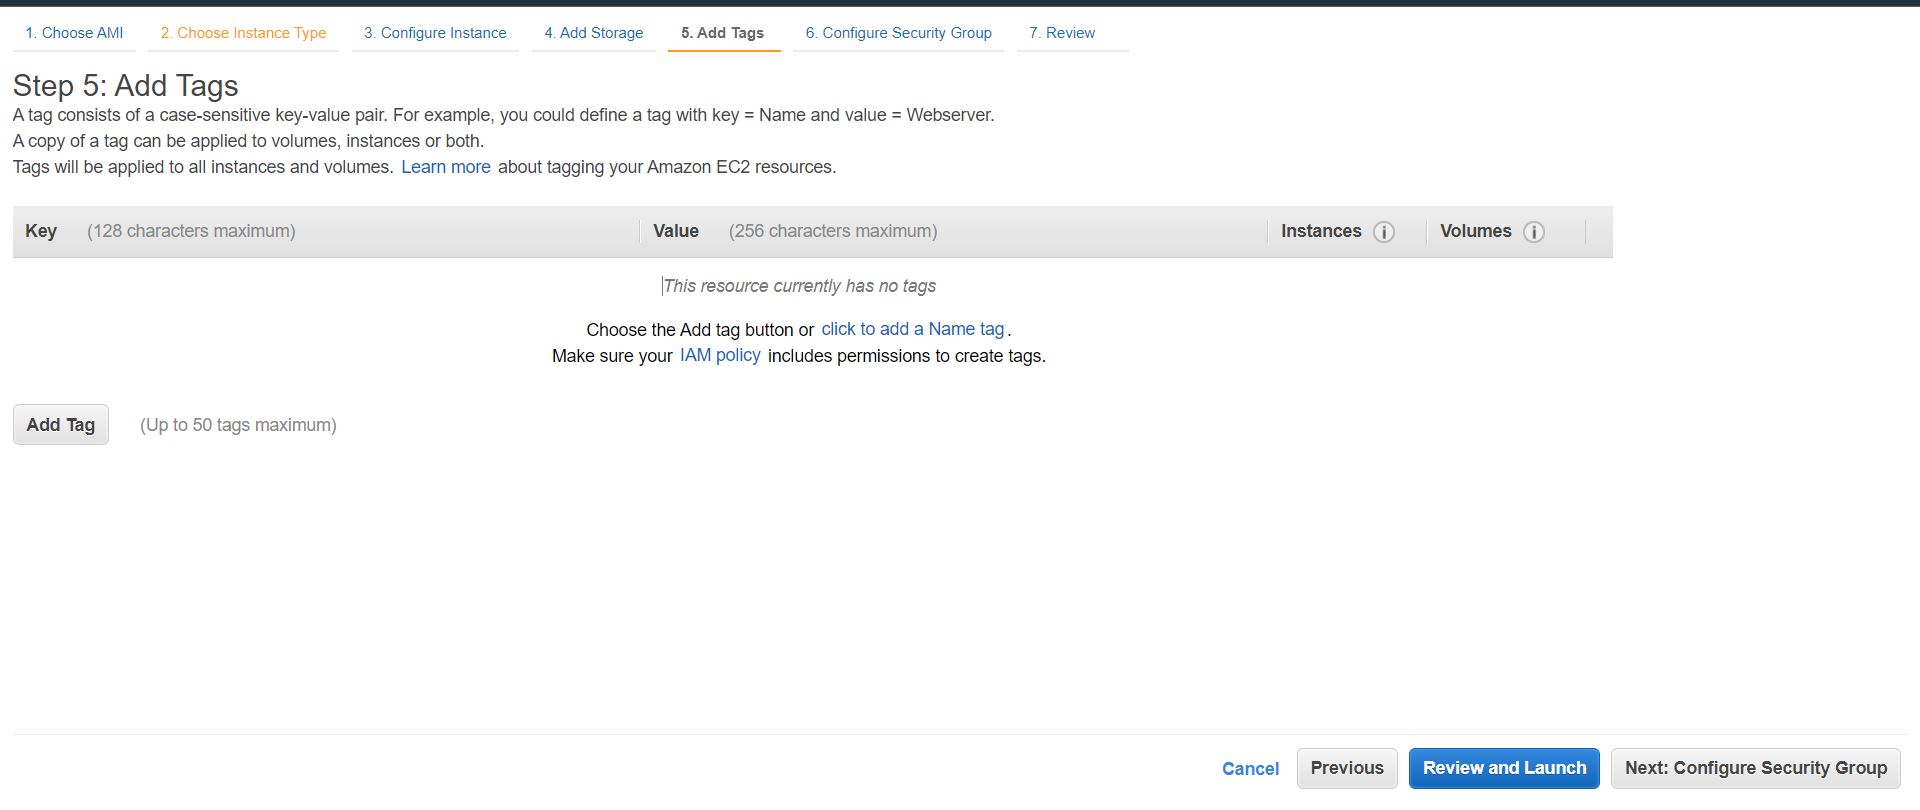 1. Choose AMI 2. Choose Instance Type 3. Configure Instance 4. Add Storage 5. Add Tags 6. Configure Security Group 7. Review
Step 5: Add Tags
A tag consists of a case-sensitive key-value pair. For example, you could define a tag with key = Name and value = Webserver.
A copy of a tag can be applied to volumes, instances or both.
Tags will be applied to all instances and volumes. Learn more about tagging your Amazon EC2 resources.
Key (128 characters maximum) Value (256 characters maximum) Instances i Volumes i
This resource currently has no tags
Choose the Add tag button or click to add a Name tag.
Make sure your IAM policy includes permissions to create tags.
Add Tag (Up to 50 tags maximum)
Cancel Previous Review and Launch Next: Configure Security Group